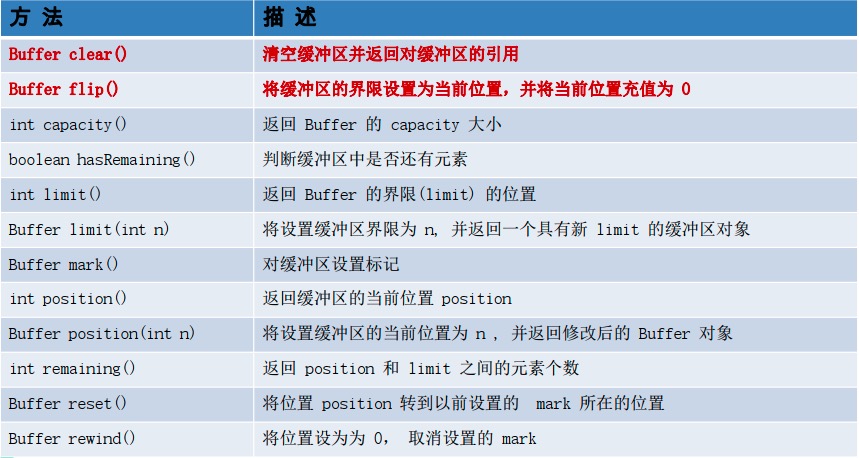 方 法 描 述
Buffer clear() 清空缓冲区并返回对缓冲区的引用
Buffer flip() 将缓冲区的界限设置为当前位置，并将当前位置充值为 0
int capacity() 返回 Buffer 的 capacity 大小
boolean hasRemaining() 判断缓冲区中是否还有元素
int limit() 返回 Buffer 的界限(limit) 的位置
Buffer limit(int n) 将设置缓冲区界限为 n, 并返回一个具有新 limit 的缓冲区对象
Buffer mark() 对缓冲区设置标记
int position() 返回缓冲区的当前位置 position
Buffer position(int n) 将设置缓冲区的当前位置为 n , 并返回修改后的 Buffer 对象
int remaining() 返回 position 和 limit 之间的元素个数
Buffer reset() 将位置 position 转到以前设置的 mark 所在的位置
Buffer rewind() 将位置设为为 0， 取消设置的 mark